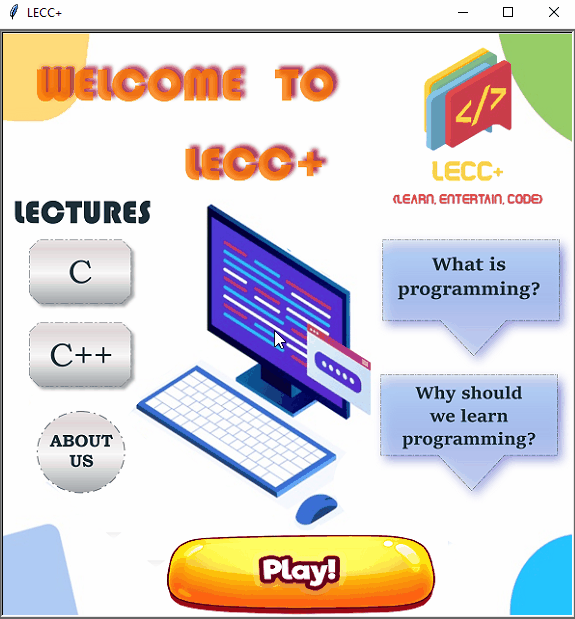 LECC+
WELCOME TO
LECC+
</?
LECC+
(LEARN, ENTERTAIN, CODE)
LECTURES
C
C++
ABOUT
US
What is
programming?
Why should
we learn
programming?
Play!